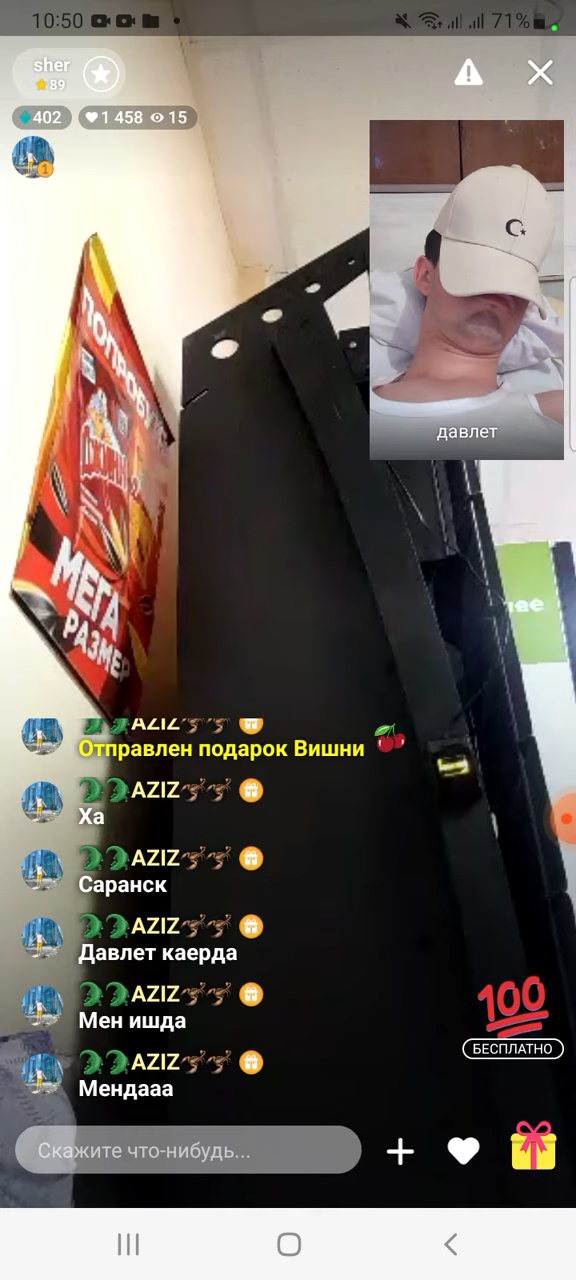 10:50
71%
sher
89
402
1 458
15
давлет
ПОПРОБУЙ
МЕГА
РАЗМЕР
AZIZ
Отправлен подарок Вишни
AZIZ
Ха
AZIZ
Саранск
AZIZ
Давлет каерда
AZIZ
Мен ишда
AZIZ
Мендааа
100
БЕСПЛАТНО
Скажите что-нибудь...